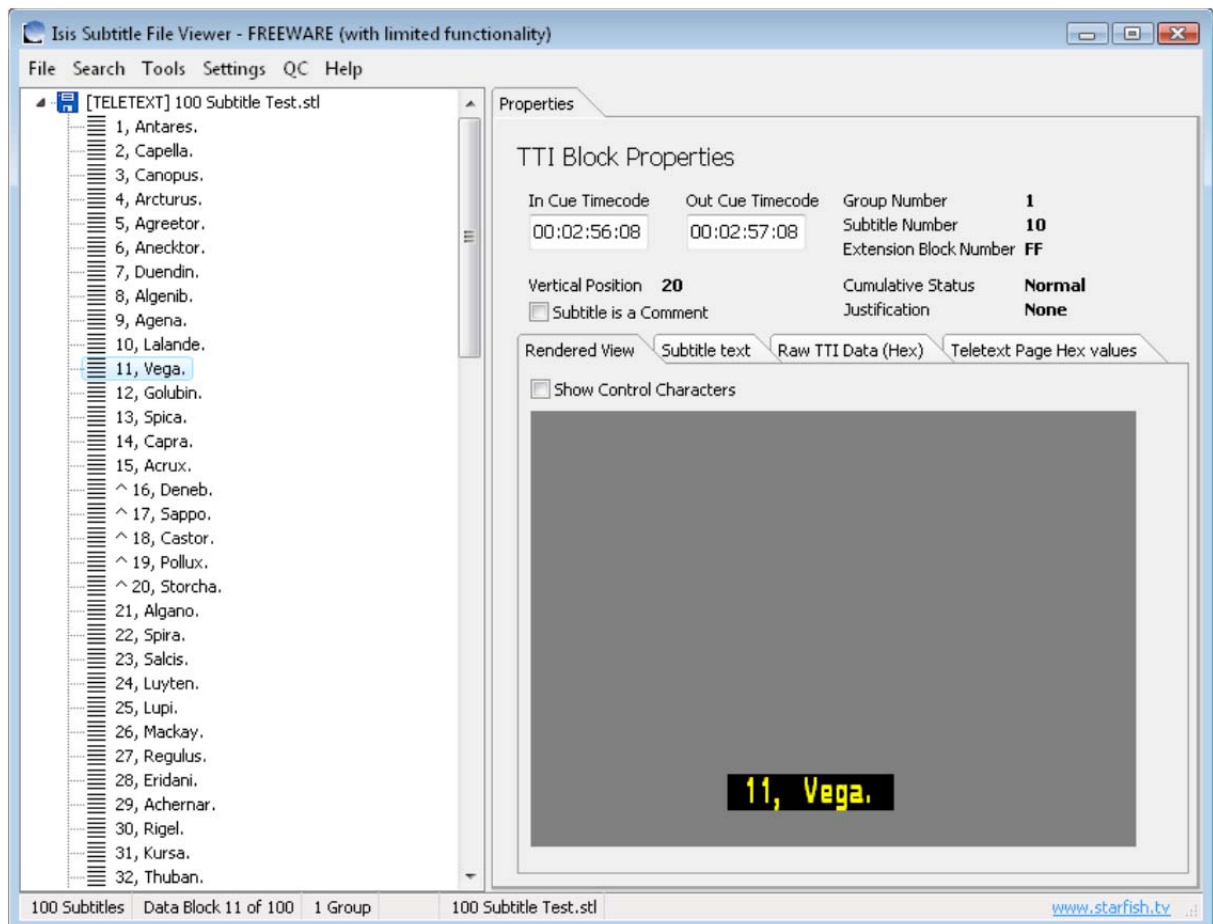 Isis Subtitle File Viewer - FREEWARE (with limited functionality)
File Search Tools Settings QC Help
[TELETEXT] 100 Subtitle Test.stl
1, Antares.
2, Capella.
3, Canopus.
4, Arcturus.
5, Agreetor.
6, Anecktor.
7, Duendin.
8, Algenib.
9, Agena.
10, Lalande.
11, Vega.
12, Golubin.
13, Spica.
14, Capra.
15, Acrux.
^ 16, Deneb.
^ 17, Sappo.
^ 18, Castor.
^ 19, Pollux.
^ 20, Storcha.
21, Algano.
22, Spira.
23, Salcis.
24, Luyten.
25, Lupi.
26, Mackay.
27, Regulus.
28, Eridani.
29, Achernar.
30, Rigel.
31, Kursa.
32, Thuban.
Properties
TTI Block Properties
In Cue Timecode Out Cue Timecode Group Number 1
00:02:56:08 00:02:57:08 Subtitle Number 10
Extension Block Number FF
Vertical Position 20 Cumulative Status Normal
Subtitle is a Comment Justification None
Rendered View Subtitle text Raw TTI Data (Hex) Teletext Page Hex values
Show Control Characters
11, Vega.
100 Subtitles Data Block 11 of 100 1 Group 100 Subtitle Test.stl www.starfish.tv